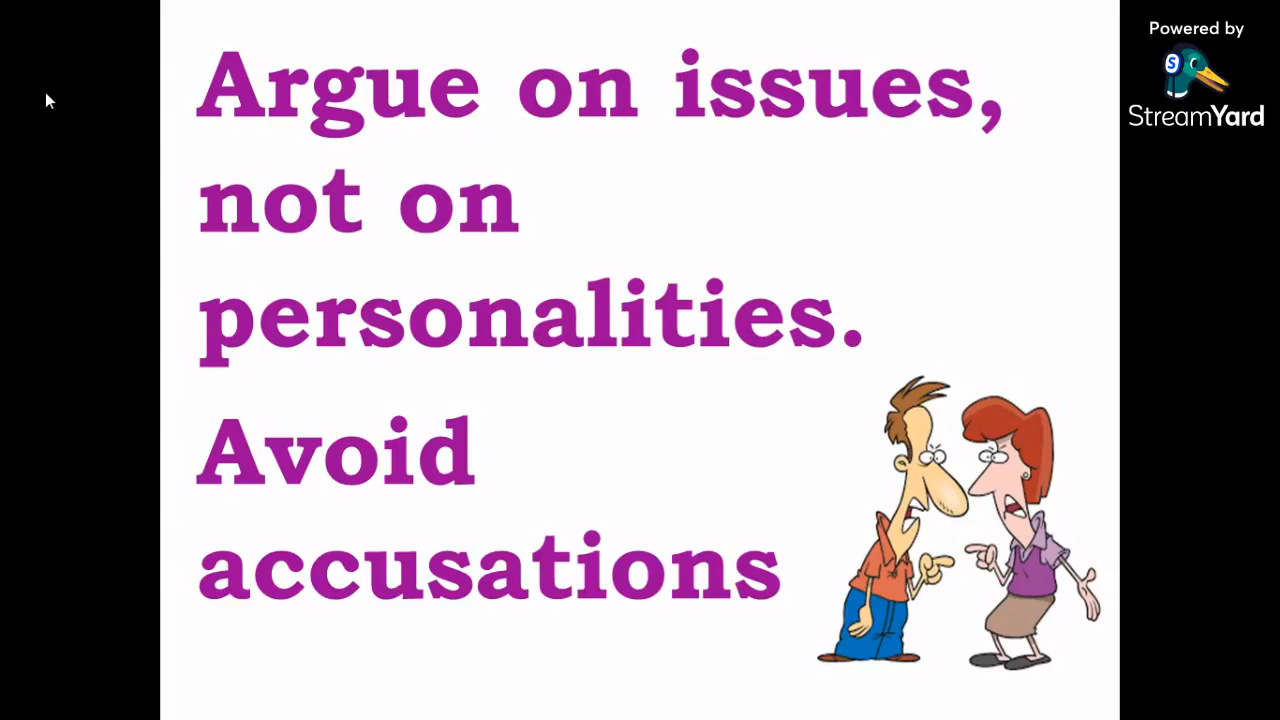 Argue on issues,
not on
personalities.
Avoid
accusations
Powered by
S
StreamYard